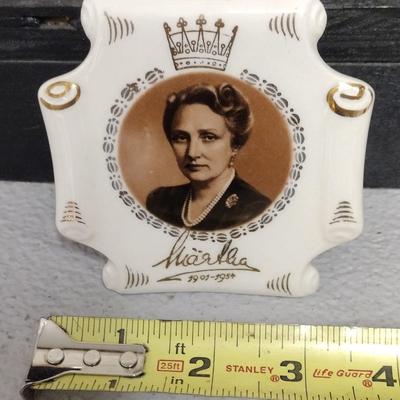 Märtha
1901-1954
1 ft 2 STANLEY® 3 Life Guard® 4
25ft in